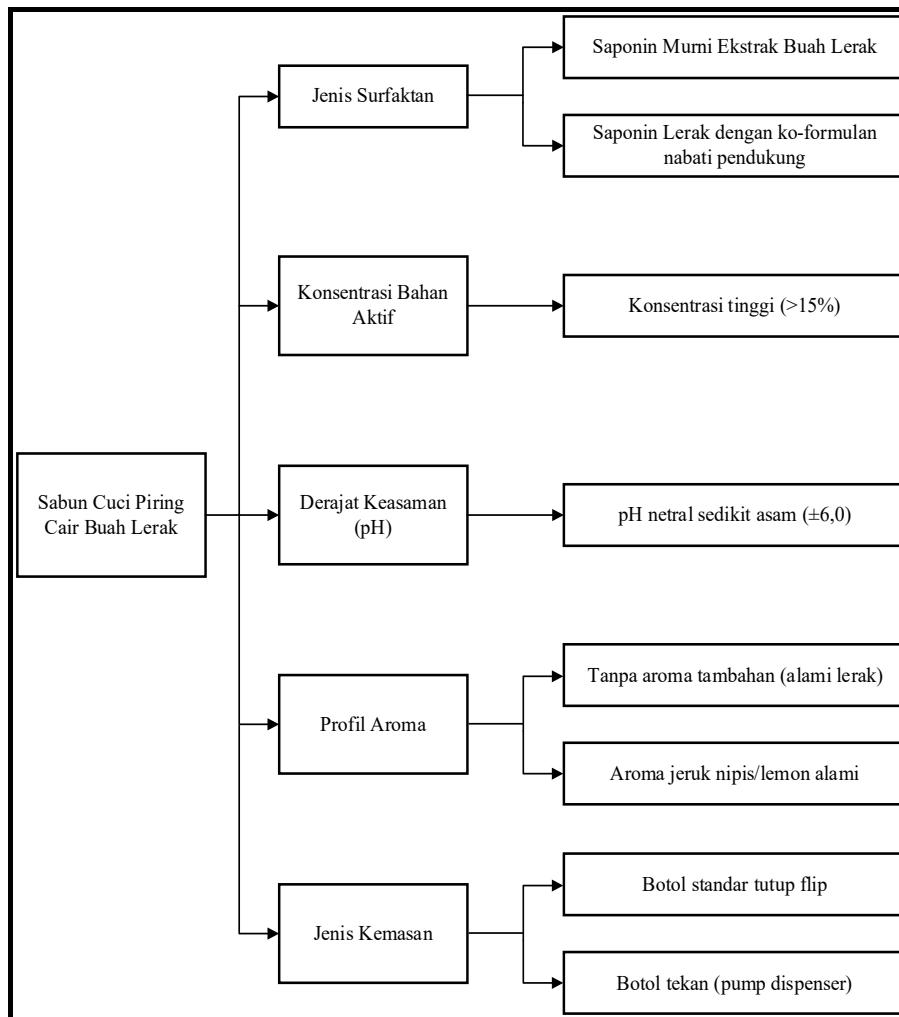 Saponin Murni Ekstrak Buah Lerak
Jenis Surfaktan
Saponin Lerak dengan ko-formulan
nabati pendukung
Konsentrasi Bahan
Aktif
Konsentrasi tinggi (>15%)
Sabun Cuci Piring
Cair Buah Lerak
Derajat Keasaman
(pH)
pH netral sedikit asam (±6,0)
Tanpa aroma tambahan (alami lerak)
Profil Aroma
Aroma jeruk nipis/lemon alami
Botol standar tutup flip
Jenis Kemasan
Botol tekan (pump dispenser)